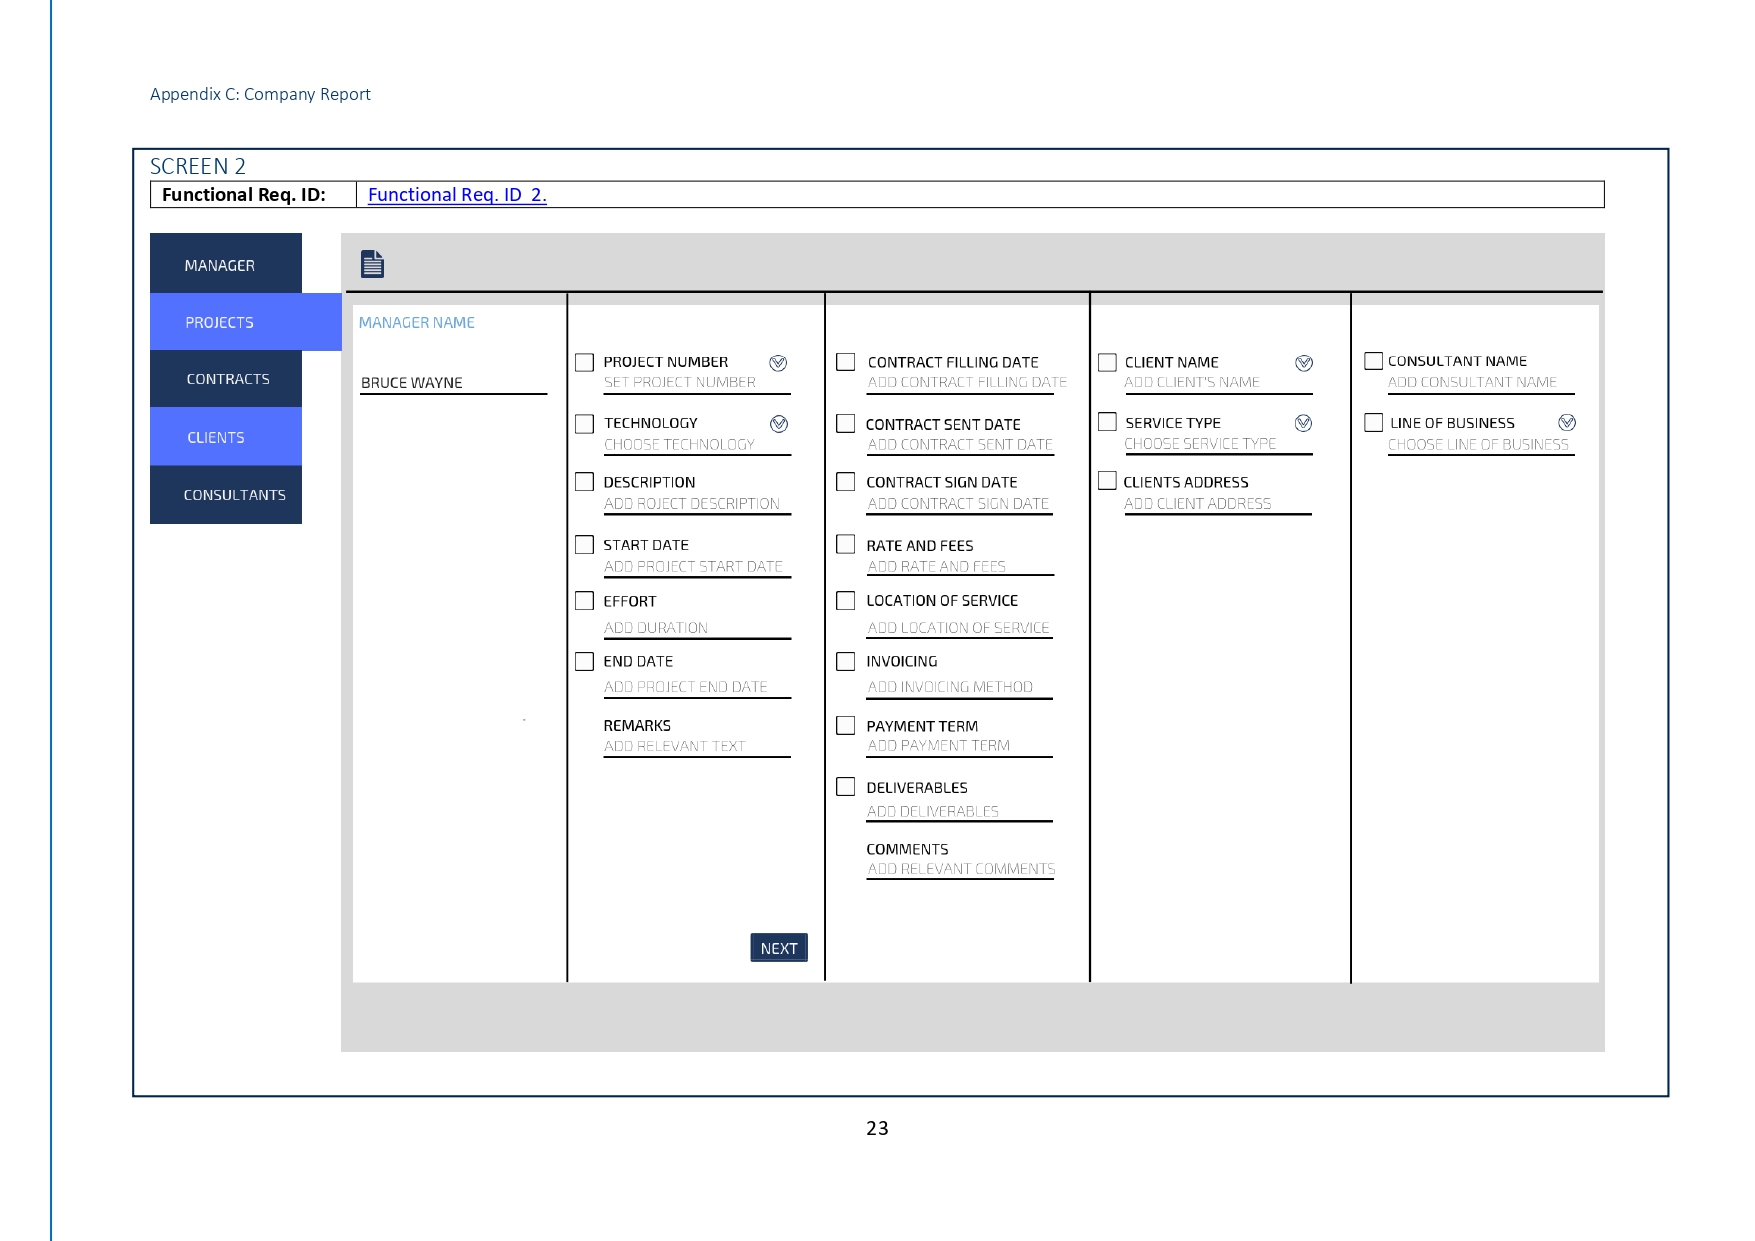 Appendix C: Company Report
SCREEN 2
Functional Req. ID:
Functional Req. ID  2.
MANAGER
PROJECTS
CONTRACTS
CLIENTS
CONSULTANTS
MANAGER NAME
BRUCE WAYNE
PROJECT NUMBER
SET PROJECT NUMBER
TECHNOLOGY
CHOOSE TECHNOLOGY
DESCRIPTION
ADD ROJECT DESCRIPTION
START DATE
ADD PROJECT START DATE
EFFORT
ADD DURATION
END DATE
ADD PROJECT END DATE
REMARKS
ADD RELEVANT TEXT
NEXT
CONTRACT FILLING DATE
ADD CONTRACT FILLING DATE
CONTRACT SENT DATE
ADD CONTRACT SENT DATE
CONTRACT SIGN DATE
ADD CONTRACT SIGN DATE
RATE AND FEES
ADD RATE AND FEES
LOCATION OF SERVICE
ADD LOCATION OF SERVICE
INVOICING
ADD INVOICING METHOD
PAYMENT TERM
ADD PAYMENT TERM
DELIVERABLES
ADD DELIVERABLES
COMMENTS
ADD RELEVANT COMMENTS
CLIENT NAME
ADD CLIENT'S NAME
SERVICE TYPE
CHOOSE SERVICE TYPE
CLIENTS ADDRESS
ADD CLIENT ADDRESS
CONSULTANT NAME
ADD CONSULTANT NAME
LINE OF BUSINESS
CHOOSE LINE OF BUSINESS
23